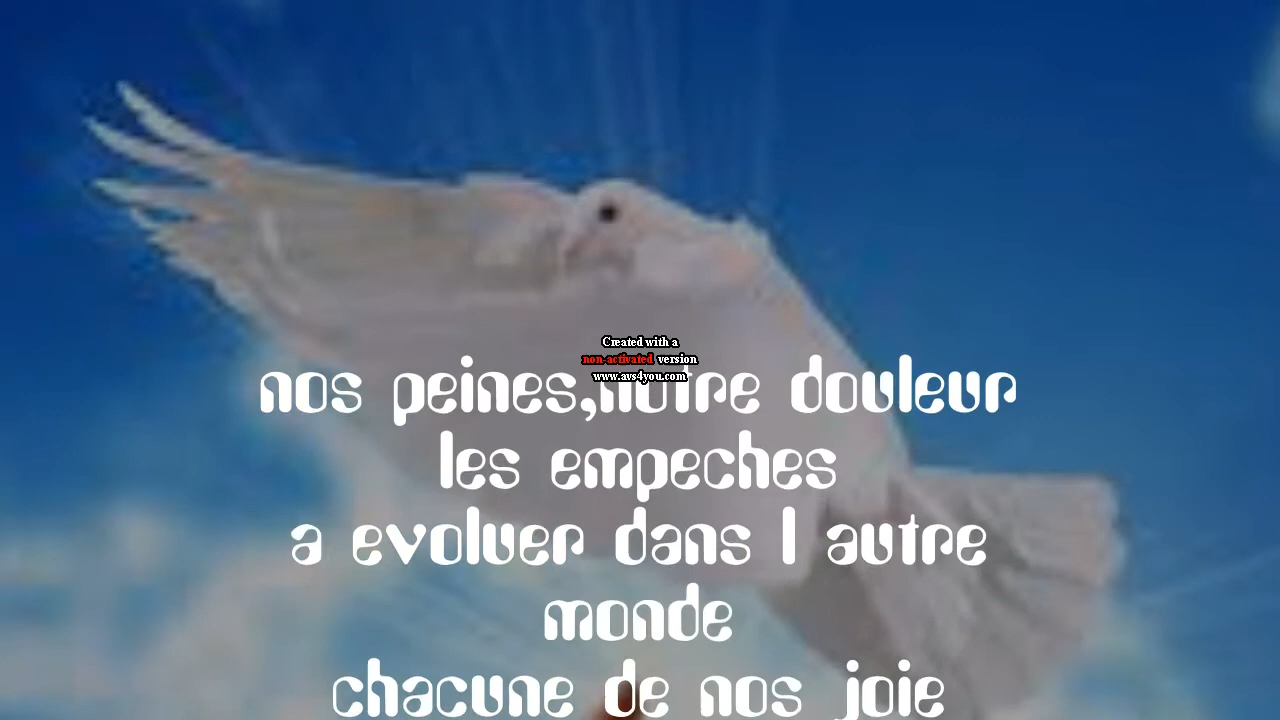 Created with a
non-activated version
www.avs4you.com
nos peines,notre douleur
les empeches
a evoluer dans l autre
monde
chacune de nos joie